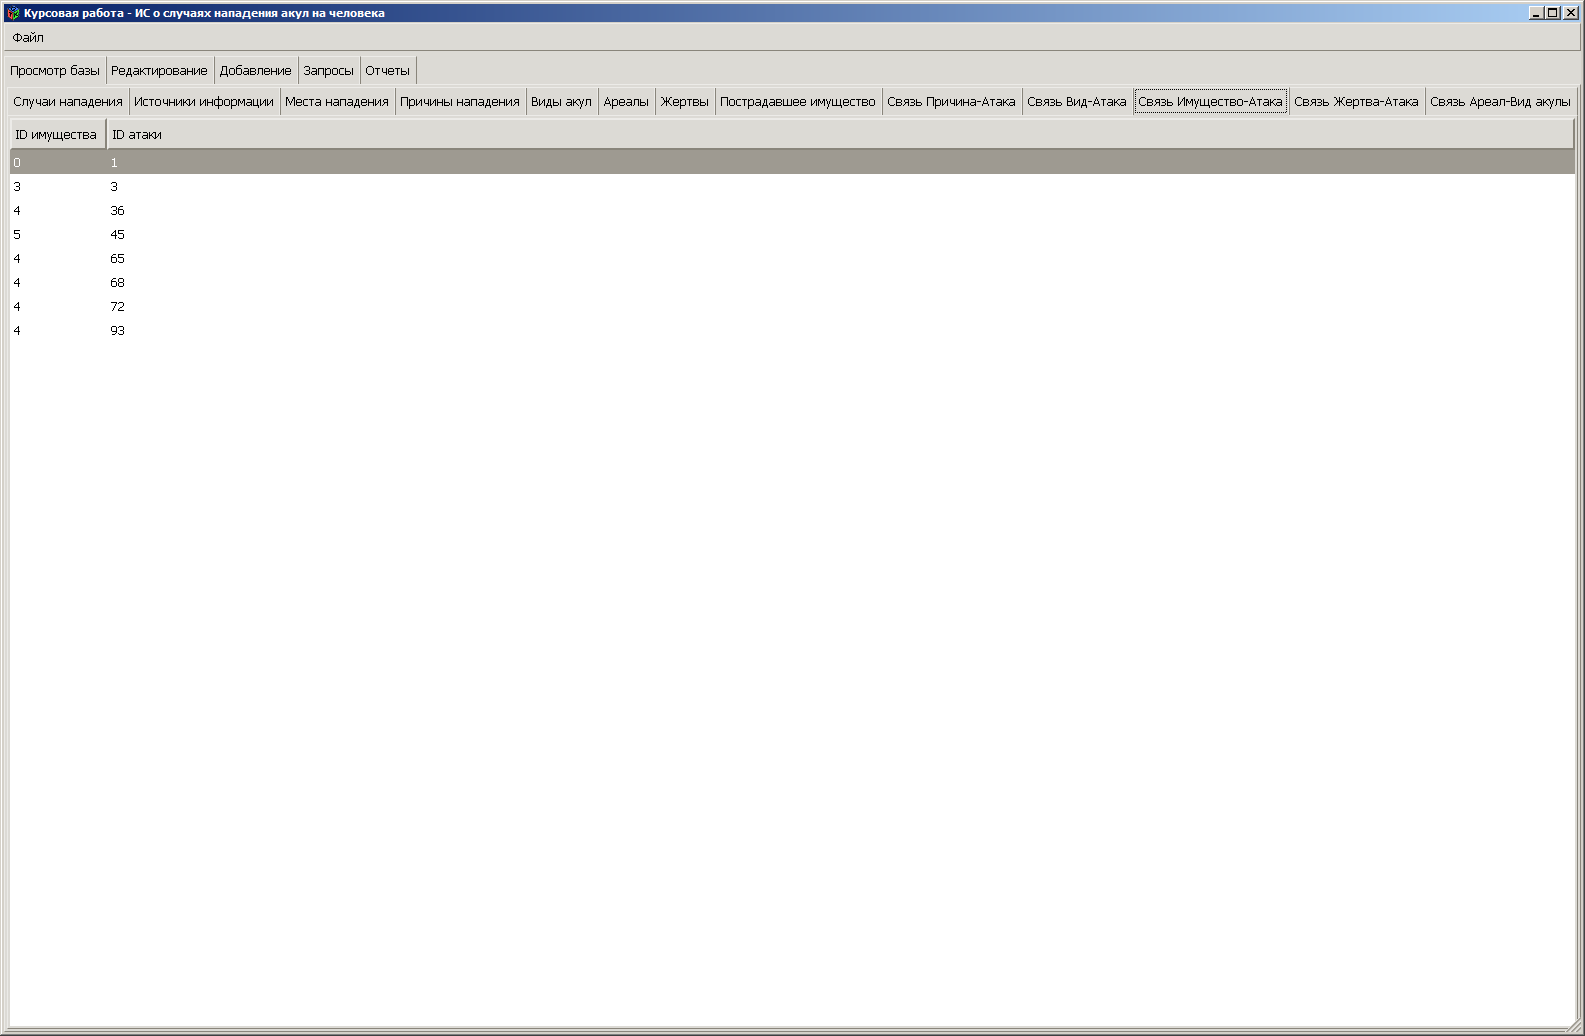 Курсовая работа - ИС о случаях нападения акул на человека
Файл
Просмотр базы Редактирование Добавление Запросы Отчеты
Случаи нападения Источники информации Места нападения Причины нападения Виды акул Ареалы Жертвы Пострадавшее имущество Связь Причина-Атака Связь Вид-Атака Связь Имущество-Атака Связь Жертва-Атака Связь Ареал-Вид акулы
ID имущества ID атаки
0 1
3 3
4 36
5 45
4 65
4 68
4 72
4 93